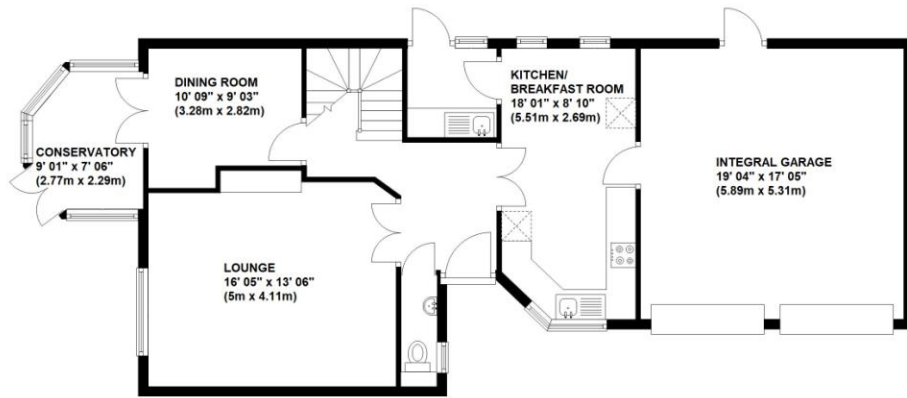 DINING ROOM
10' 09" x 9' 03"
(3.28m x 2.82m)
KITCHEN/
BREAKFAST ROOM
18' 01" x 8' 10"
(5.51m x 2.69m)
CONSERVATORY
9' 01" x 7' 06"
(2.77m x 2.29m)
INTEGRAL GARAGE
19' 04" x 17' 05"
(5.89m x 5.31m)
LOUNGE
16' 05" x 13' 06"
(5m x 4.11m)